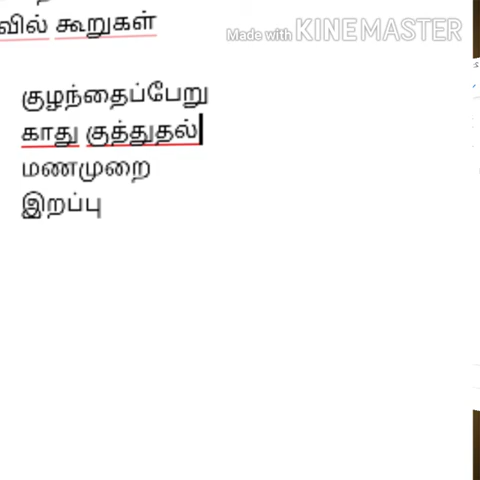 வில் கூறுகள்
Made with KINEMASTER
குழந்தைப்பேறு
காது குத்துதல்
மணமுறை
இறப்பு